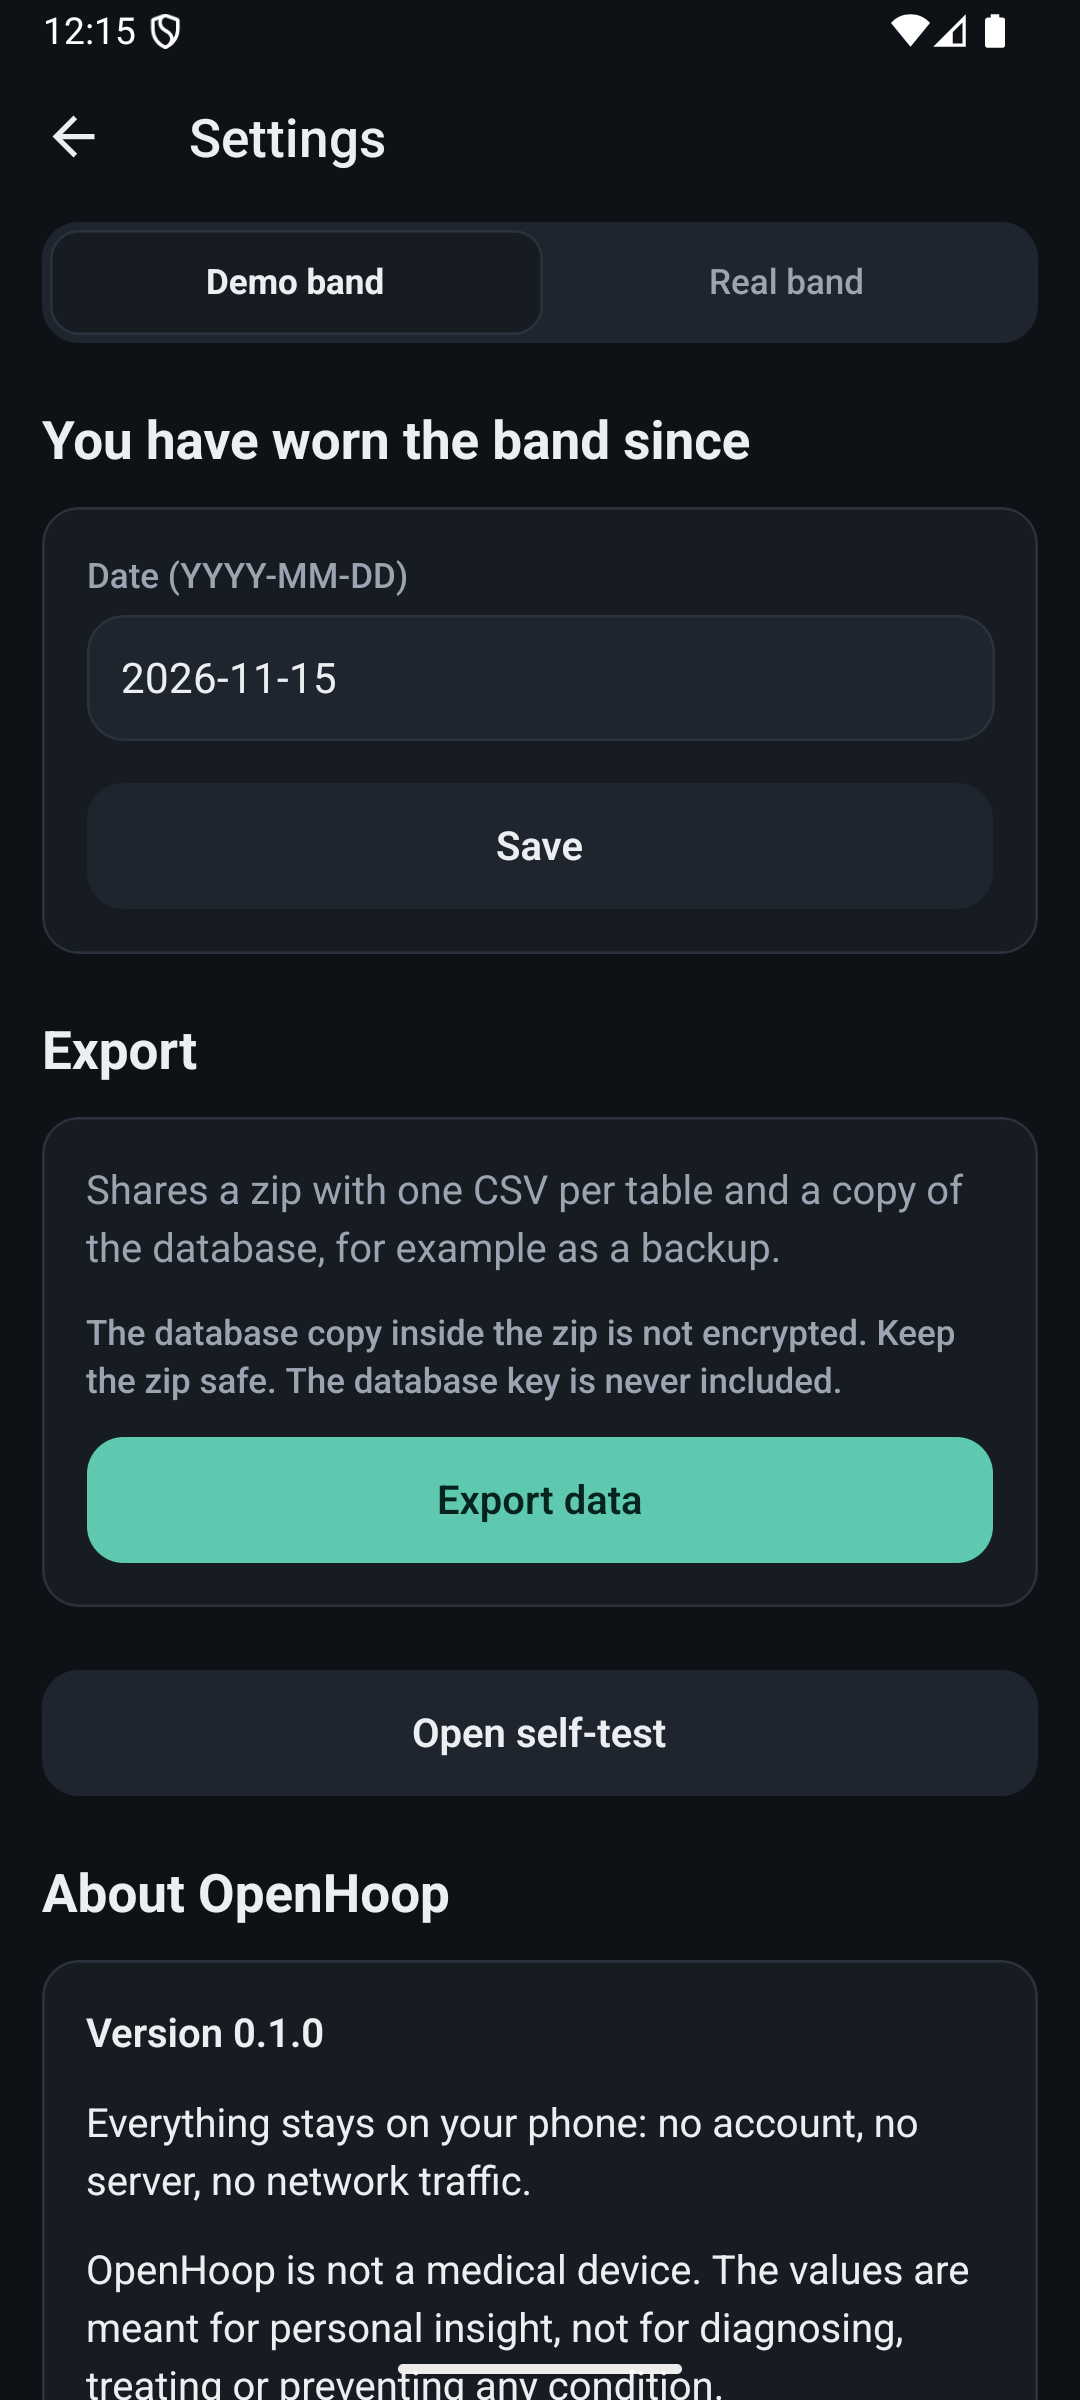 12:15
Settings
Demo band
Real band
You have worn the band since
Date (YYYY-MM-DD)
2026-11-15
Save
Export
Shares a zip with one CSV per table and a copy of
the database, for example as a backup.
The database copy inside the zip is not encrypted. Keep
the zip safe. The database key is never included.
Export data
Open self-test
About OpenHoop
Version 0.1.0
Everything stays on your phone: no account, no
server, no network traffic.
OpenHoop is not a medical device. The values are
meant for personal insight, not for diagnosing,
treating or preventing any condition.